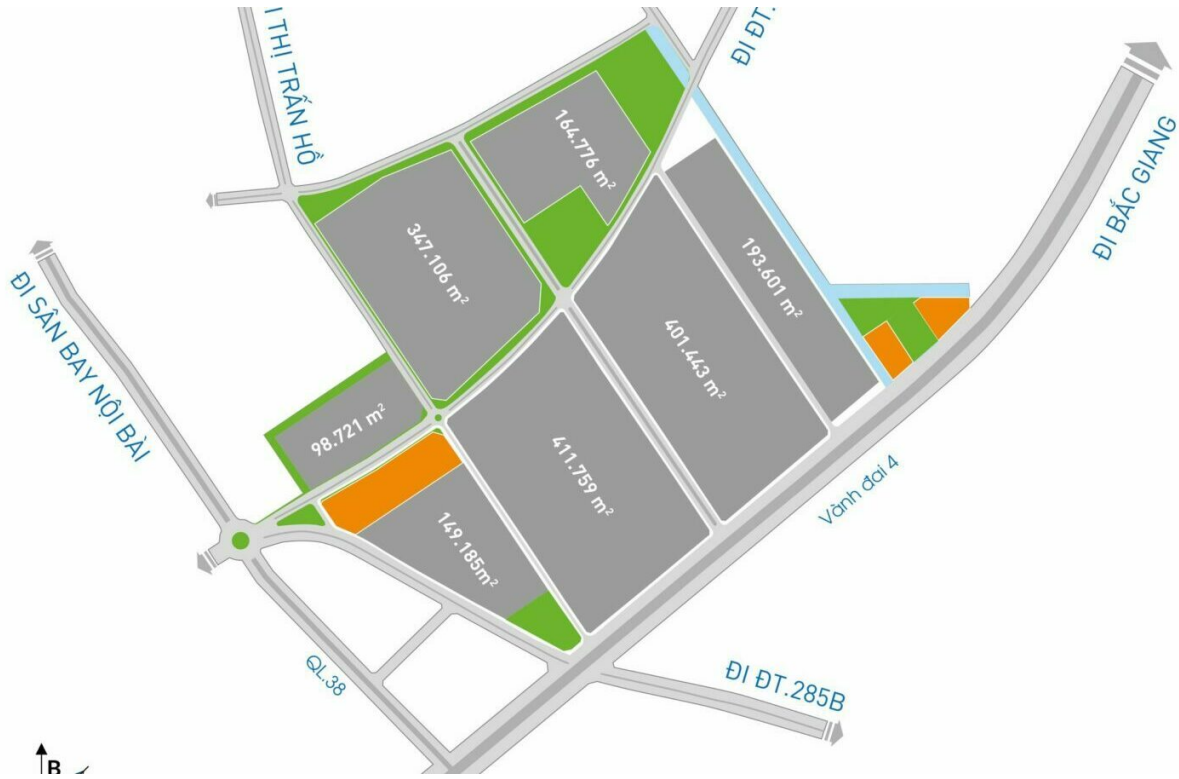 ĐI ĐT.
I THỊ TRẤN HỒ
164.776 m²
ĐI BẮC GIANG
347.106 m²
193.601 m²
ĐI SÂN BAY NỘI BÀI
401.443 m²
98.721 m²
411.759 m²
Vành đai 4
149.185m²
QL.38
ĐI ĐT.285B
B